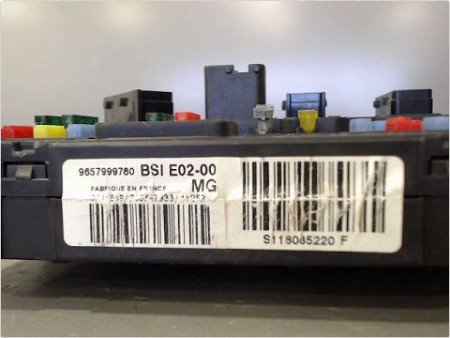 9657999780 BSI E02-00
FABRIQUE EN FRANCE MG
S118085220 F